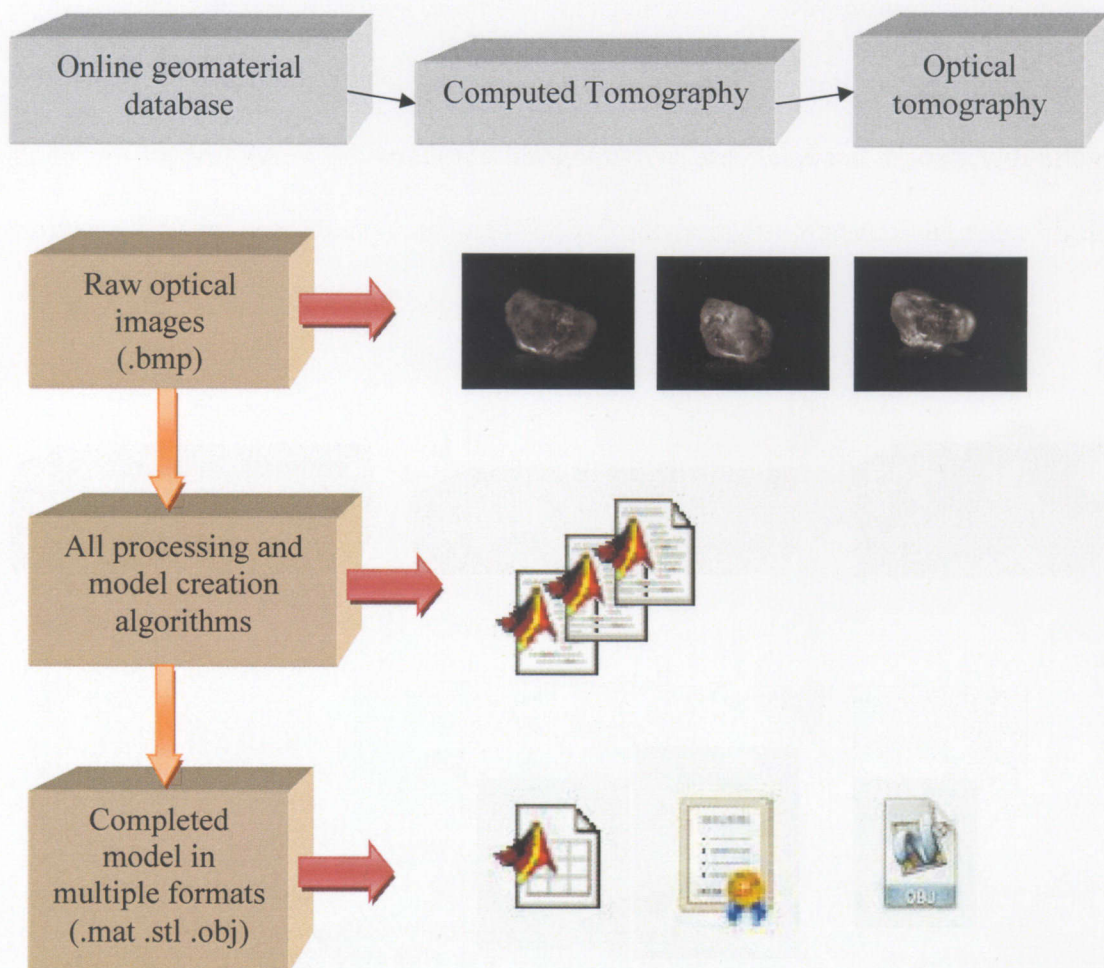 Online geomaterial
database
Computed Tomography
Optical
tomography
Raw optical
images
(.bmp)
All processing and
model creation
algorithms
Completed
model in
multiple formats
(.mat .stl .obj)
OBJ